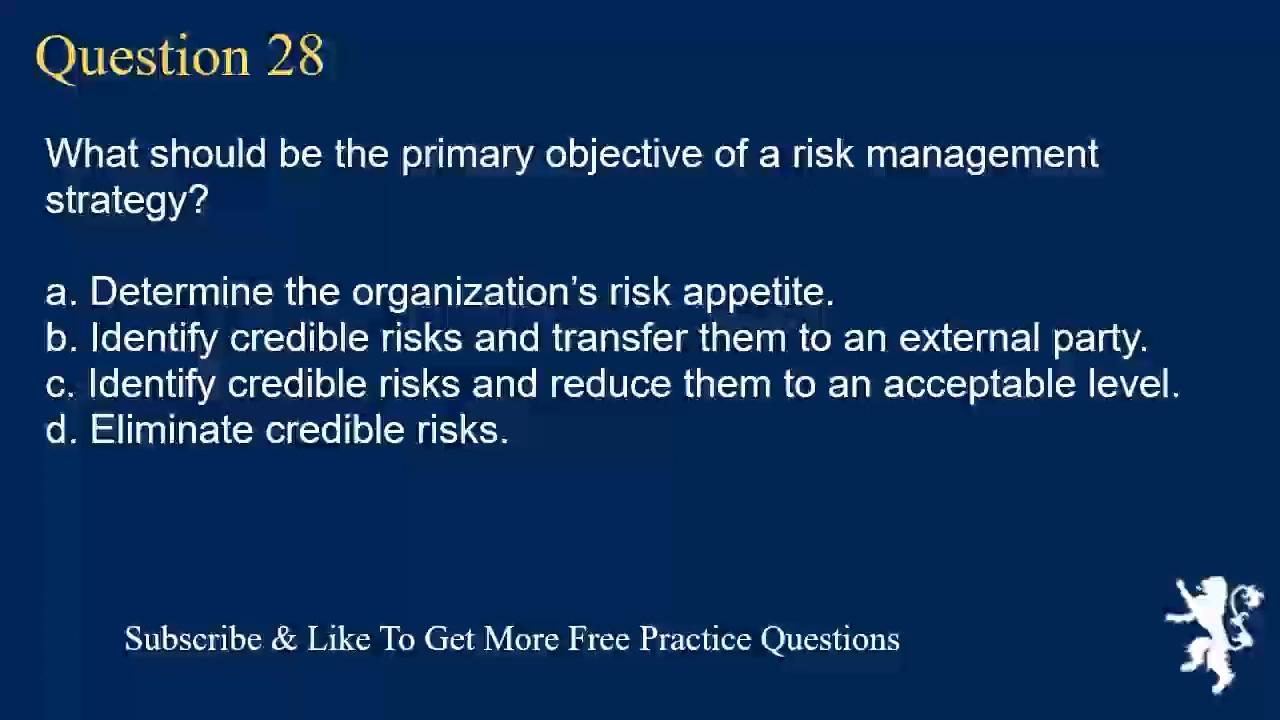 Question 28
What should be the primary objective of a risk management
strategy?
a. Determine the organization’s risk appetite.
b. Identify credible risks and transfer them to an external party.
c. Identify credible risks and reduce them to an acceptable level.
d. Eliminate credible risks.
Subscribe & Like To Get More Free Practice Questions